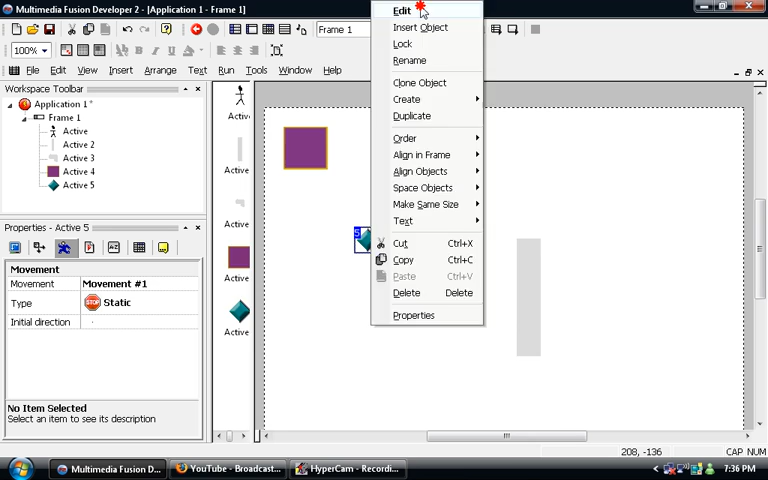 Multimedia Fusion Developer 2 - [Application 1 - Frame 1]
Frame 1
100%
File Edit View Insert Arrange Text Run Tools Window Help
Workspace Toolbar
Application 1 *
Frame 1
Active
Active 2
Active 3
Active 4
Active 5
Properties - Active 5
Movement
Movement Movement #1
Type STOP Static
Initial direction
No Item Selected
Select an item to see its description
Active
Active
Active
Active
Active
5
Edit
Insert Object
Lock
Rename
Clone Object
Create
Duplicate
Order
Align in Frame
Align Objects
Space Objects
Make Same Size
Text
Cut Ctrl+X
Copy Ctrl+C
Paste Ctrl+V
Delete Delete
Properties
208, -136 CAP NUM
Multimedia Fusion D...
YouTube - Broadcast...
HyperCam - Recordi...
7:36 PM